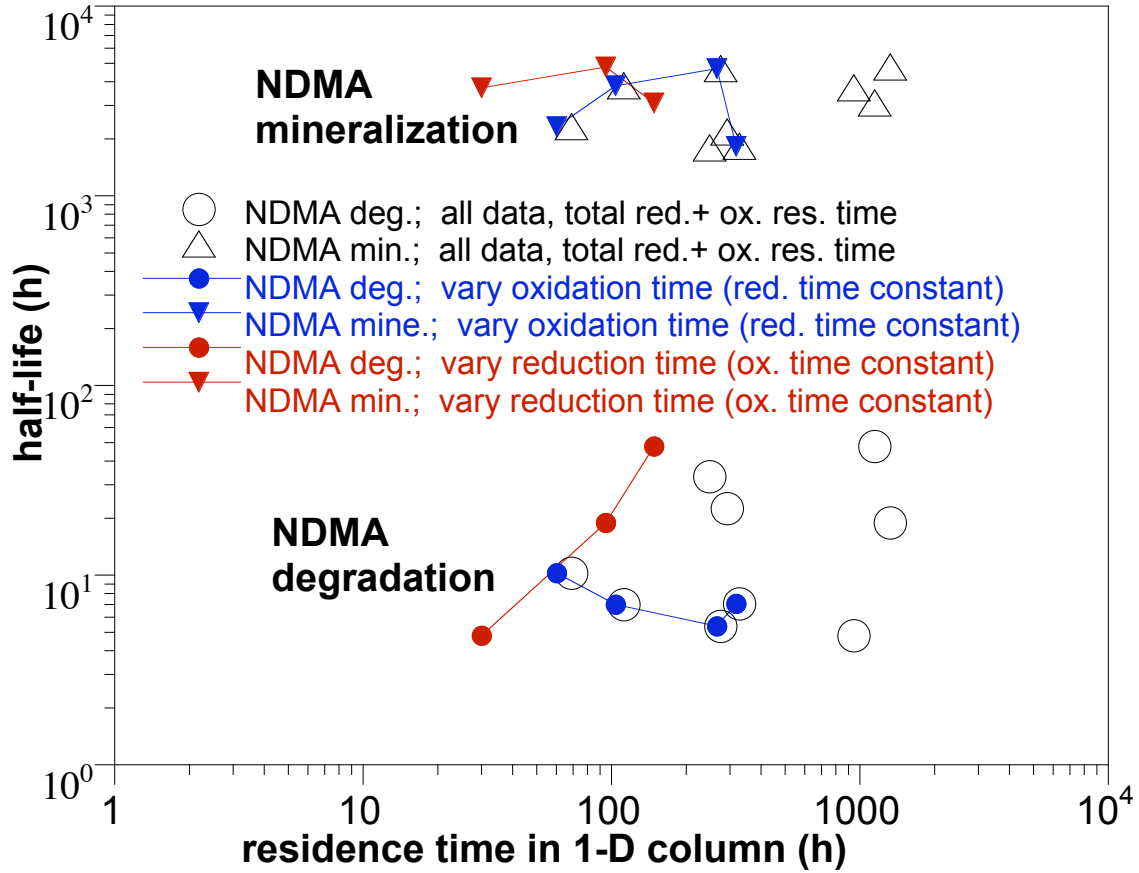 10^4
NDMA
mineralization
10^3
NDMA deg.; all data, total red.+ ox. res. time
NDMA min.; all data, total red.+ ox. res. time
NDMA deg.; vary oxidation time (red. time constant)
NDMA mine.; vary oxidation time (red. time constant)
NDMA deg.; vary reduction time (ox. time constant)
NDMA min.; vary reduction time (ox. time constant)
10^2
half-life (h)
NDMA
degradation
10^1
10^0
1 10 100 1000 10^4
residence time in 1-D column (h)